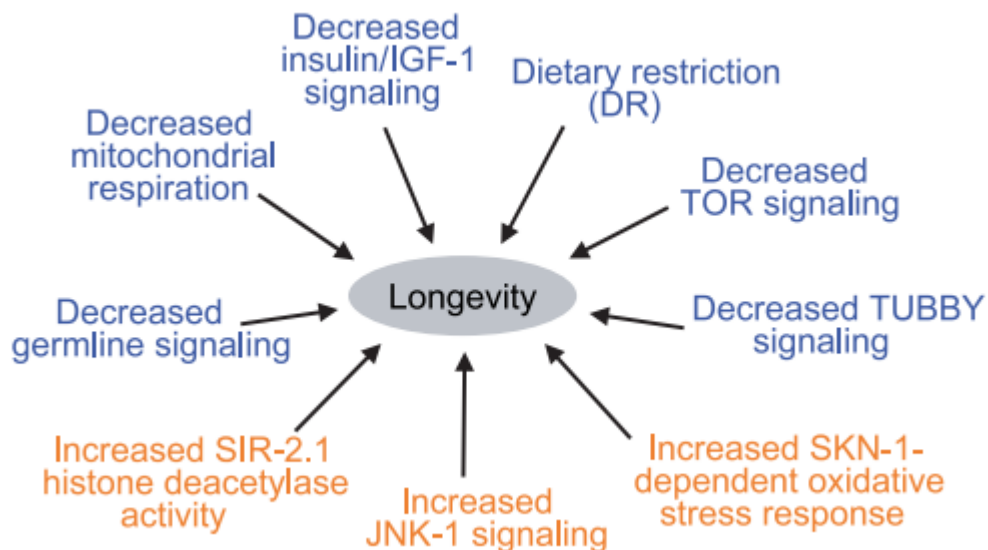 Decreased
insulin/IGF-1
signaling
Dietary restriction
(DR)
Decreased
mitochondrial
respiration
Decreased
TOR signaling
Longevity
Decreased
germline signaling
Decreased TUBBY
signaling
Increased SIR-2.1
histone deacetylase
activity
Increased
JNK-1 signaling
Increased SKN-1-
dependent oxidative
stress response